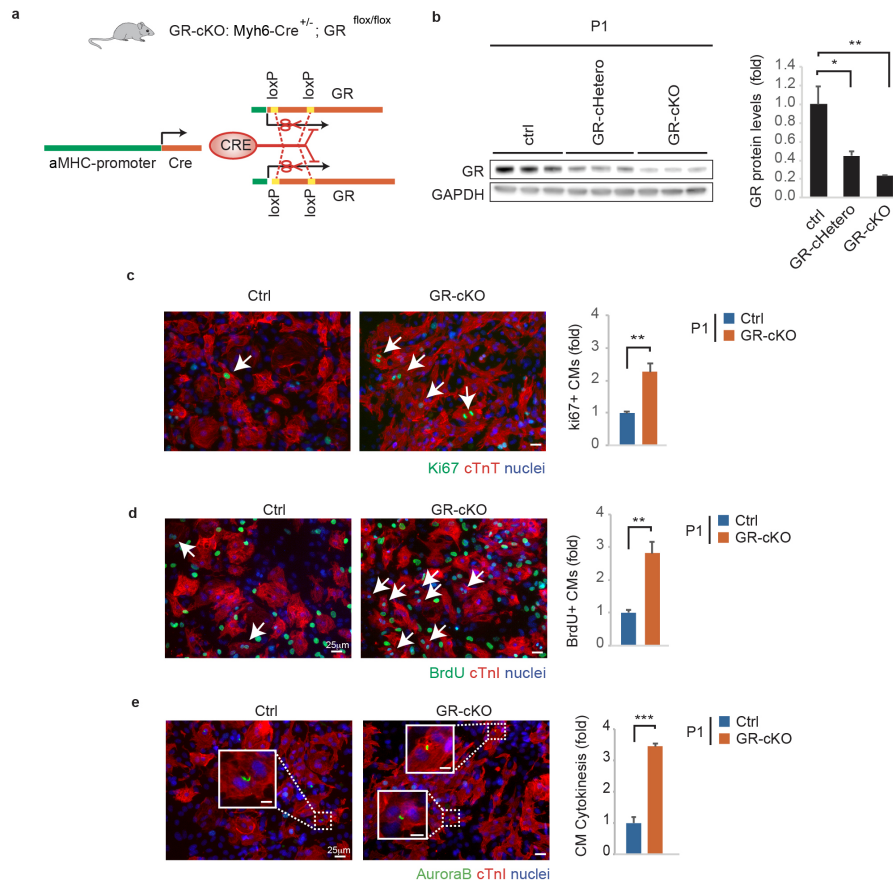 a
GR-cKO: Myh6-Cre+/-; GR flox/flox
loxP
loxP
GR
CRE
aMHC-promoter
Cre
loxP
loxP
GR
b
P1
ctrl
GR-cHetero
GR-cKO
GR
GAPDH
GR protein levels (fold)
1.4
1.2
1.0
0.8
0.6
0.4
0.2
0.0
*
**
ctrl
GR-cHetero
GR-cKO
c
Ctrl
GR-cKO
Ki67 cTnT nuclei
ki67+ CMs (fold)
4
3
2
1
0
**
P1
Ctrl
GR-cKO
d
Ctrl
GR-cKO
25μm
BrdU cTnI nuclei
BrdU+ CMs (fold)
4
3
2
1
0
**
P1
Ctrl
GR-cKO
e
Ctrl
GR-cKO
25μm
AuroraB cTnI nuclei
CM Cytokinesis (fold)
4
3
2
1
0
***
P1
Ctrl
GR-cKO